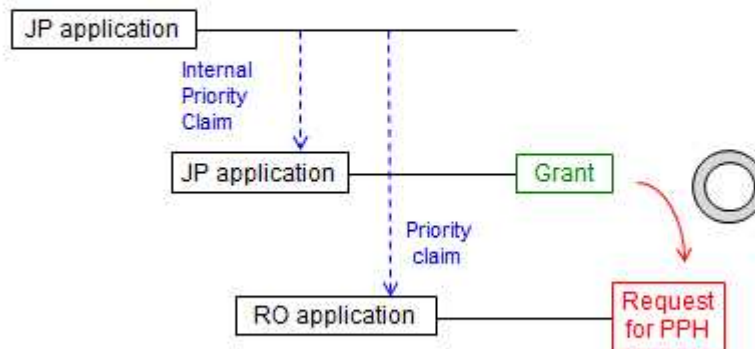 JP application
Internal
Priority
Claim
JP application
Grant
Priority
claim
RO application
Request
for PPH